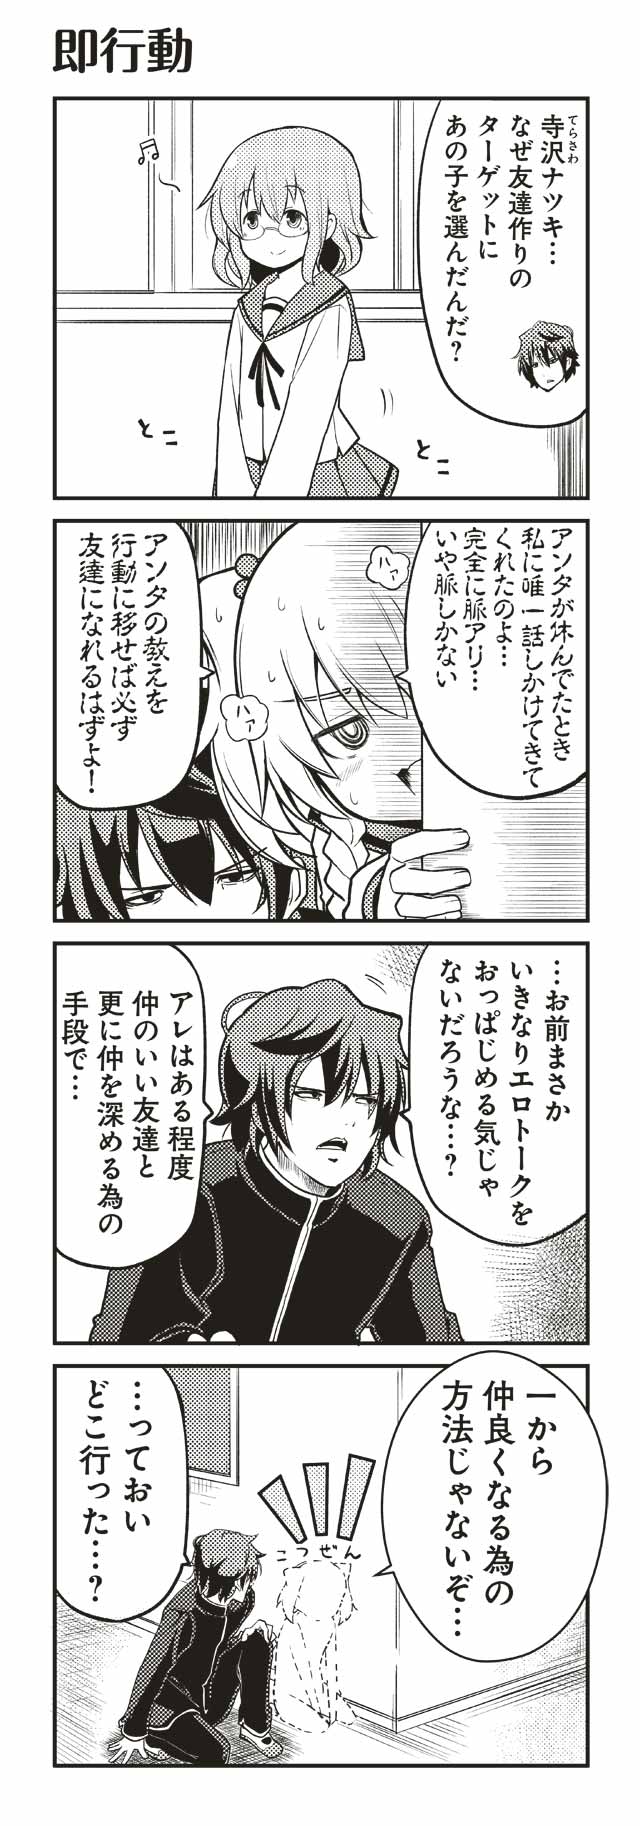 即行動
寺沢ナツキ…
てらさわ
なぜ友達作りの
ターゲットに
あの子を選んだんだ?
とこ
とこ
アンタが休んでたとき
私に唯一話しかけてきて
くれたのよ…
完全に脈アリ…
いや脈しかない
アンタの教えを
行動に移せば必ず
友達になれるはずよ!
…お前まさか
いきなりエロトークを
おっぱじめる気じゃ
ないだろうな…?
アレはある程度
仲のいい友達と
更に仲を深める為の
手段で…
一から
仲良くなる為の
方法じゃないぞ…
こつぜん
…っておい
どこ行った…?